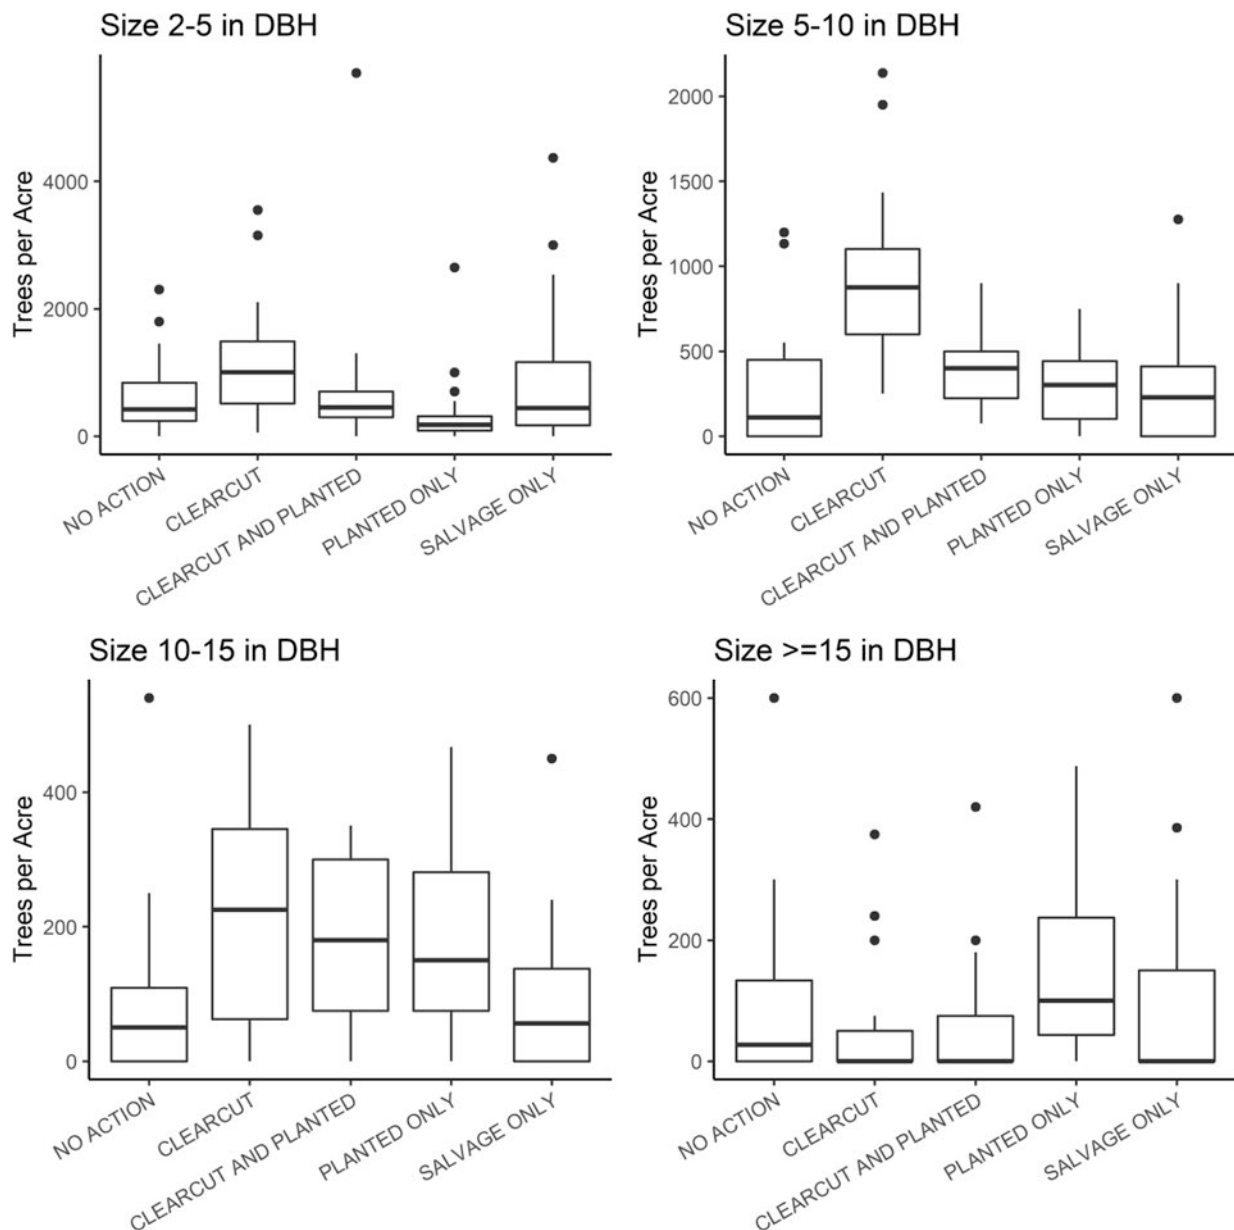 Size 2-5 in DBH
Trees per Acre
4000
2000
0
NO ACTION
CLEARCUT
CLEARCUT AND PLANTED
PLANTED ONLY
SALVAGE ONLY
Size 5-10 in DBH
Trees per Acre
2000
1500
1000
500
0
NO ACTION
CLEARCUT
CLEARCUT AND PLANTED
PLANTED ONLY
SALVAGE ONLY
Size 10-15 in DBH
Trees per Acre
400
200
0
NO ACTION
CLEARCUT
CLEARCUT AND PLANTED
PLANTED ONLY
SALVAGE ONLY
Size >=15 in DBH
Trees per Acre
600
400
200
0
NO ACTION
CLEARCUT
CLEARCUT AND PLANTED
PLANTED ONLY
SALVAGE ONLY